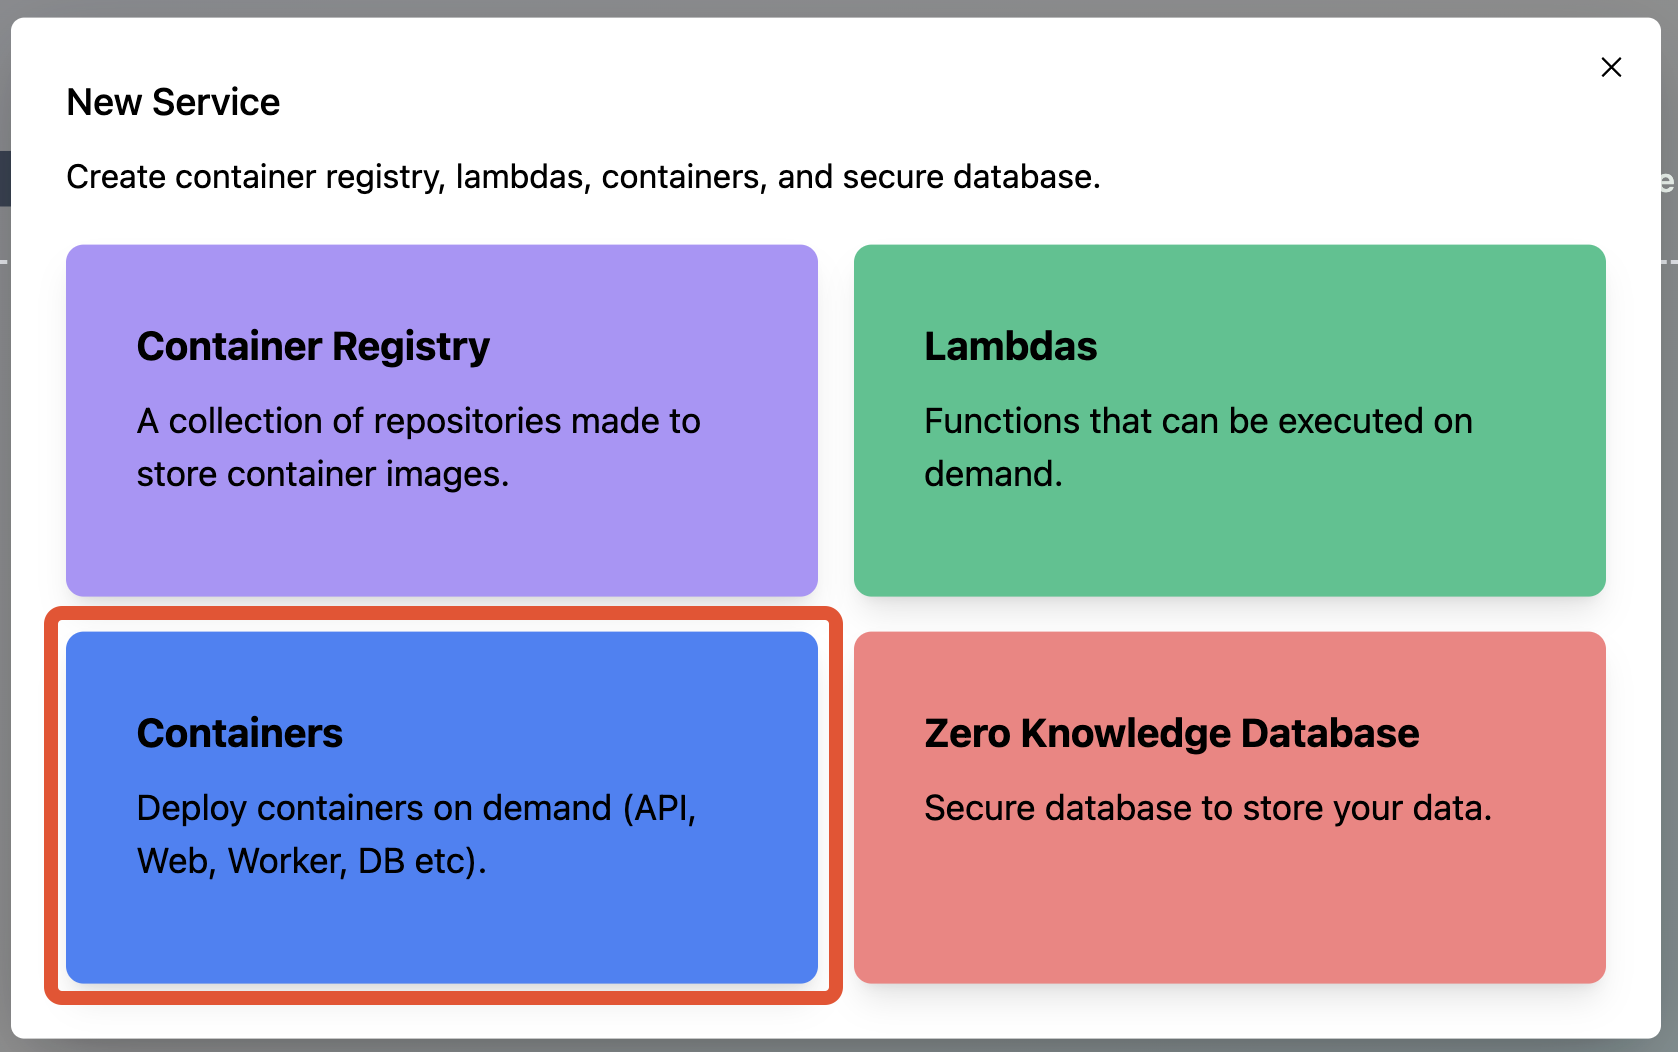 New Service
Create container registry, lambdas, containers, and secure database.
Container Registry
A collection of repositories made to
store container images.
Lambdas
Functions that can be executed on
demand.
Containers
Deploy containers on demand (API,
Web, Worker, DB etc).
Zero Knowledge Database
Secure database to store your data.